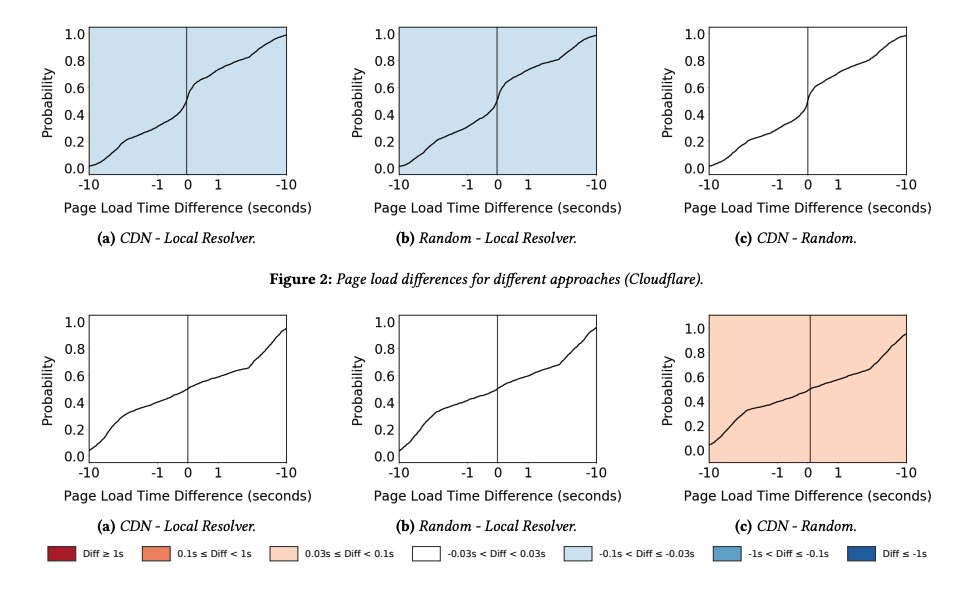 1.0
0.8
0.6
0.4
0.2
0.0
Probability
-10 -1 0 1 -10
Page Load Time Difference (seconds)
(a) CDN - Local Resolver.
1.0
0.8
0.6
0.4
0.2
0.0
Probability
-10 -1 0 1 -10
Page Load Time Difference (seconds)
(b) Random - Local Resolver.
1.0
0.8
0.6
0.4
0.2
0.0
Probability
-10 -1 0 1 -10
Page Load Time Difference (seconds)
(c) CDN - Random.
Figure 2: Page load differences for different approaches (Cloudflare).
1.0
0.8
0.6
0.4
0.2
0.0
Probability
-10 -1 0 1 -10
Page Load Time Difference (seconds)
(a) CDN - Local Resolver.
1.0
0.8
0.6
0.4
0.2
0.0
Probability
-10 -1 0 1 -10
Page Load Time Difference (seconds)
(b) Random - Local Resolver.
1.0
0.8
0.6
0.4
0.2
0.0
Probability
-10 -1 0 1 -10
Page Load Time Difference (seconds)
(c) CDN - Random.
Diff ≥ 1s 0.1s ≤ Diff < 1s 0.03s ≤ Diff < 0.1s -0.03s < Diff < 0.03s -0.1s < Diff ≤ -0.03s -1s < Diff ≤ -0.1s Diff ≤ -1s